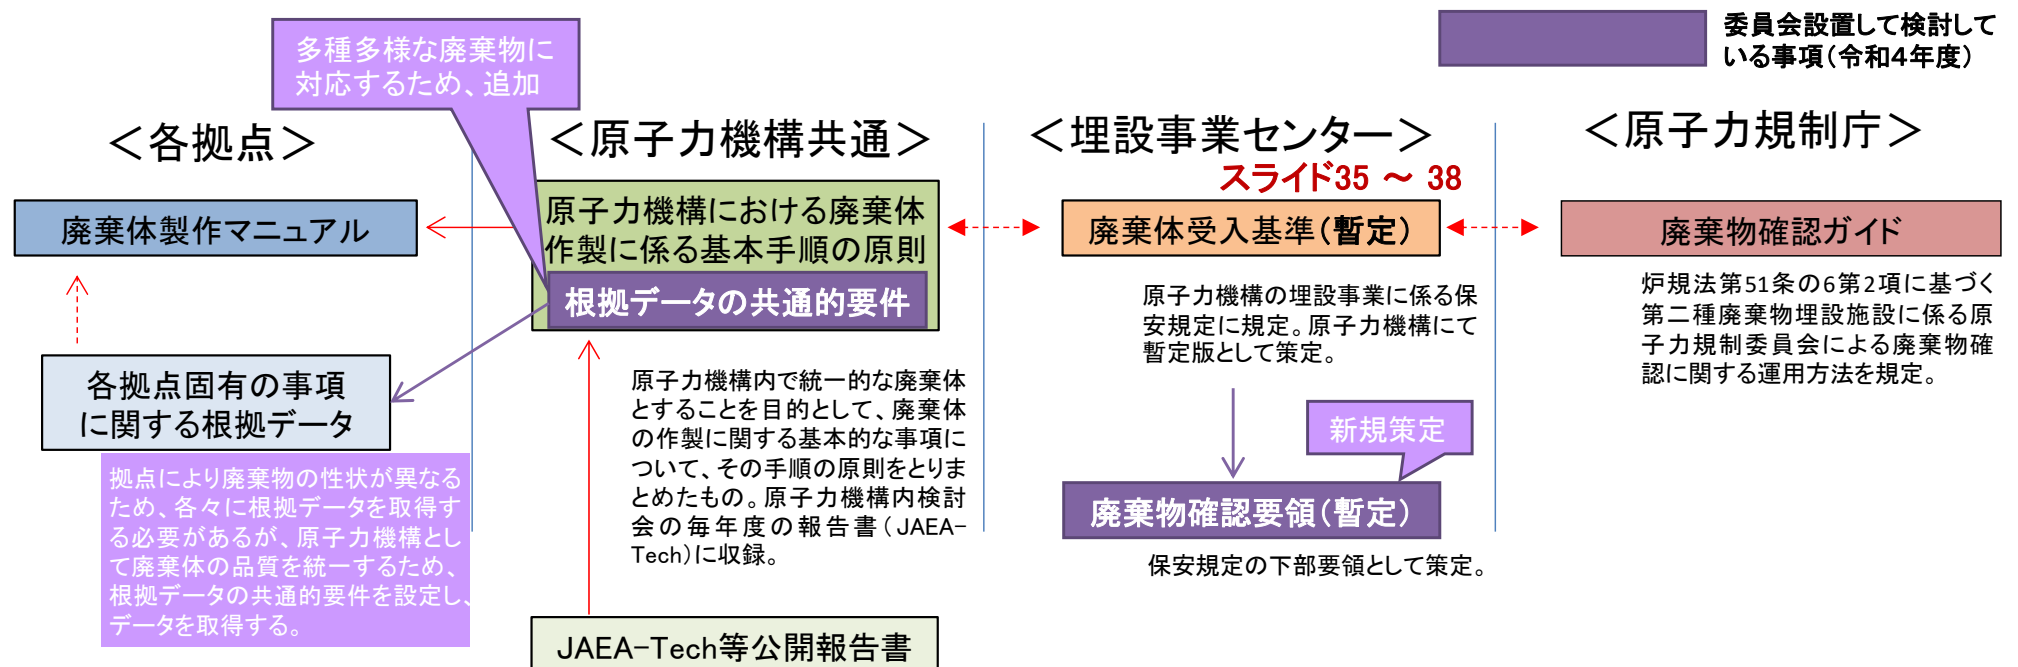 委員会設置して検討して
いる事項(令和4年度)
多種多様な廃棄物に
対応するため、追加
＜各拠点＞
廃棄体製作マニュアル
各拠点固有の事項
に関する根拠データ
拠点により廃棄物の性状が異なる
ため、各々に根拠データを取得す
る必要があるが、原子力機構とし
て廃棄体の品質を統一するため、
根拠データの共通的要件を設定し、
データを取得する。
＜原子力機構共通＞
原子力機構における廃棄体
作製に係る基本手順の原則
根拠データの共通的要件
原子力機構内で統一的な廃棄体
とすることを目的として、廃棄体
の作製に関する基本的な事項に
ついて、その手順の原則をとりま
とめたもの。原子力機構内検討
会の毎年度の報告書(JAEA-
Tech)に収録。
JAEA-Tech等公開報告書
＜埋設事業センター＞
スライド35 ～ 38
廃棄体受入基準(暫定)
原子力機構の埋設事業に係る保
安規定に規定。原子力機構にて
暫定版として策定。
新規策定
廃棄物確認要領(暫定)
保安規定の下部要領として策定。
＜原子力規制庁＞
廃棄物確認ガイド
炉規法第51条の6第2項に基づく
第二種廃棄物埋設施設に係る原
子力規制委員会による廃棄物確
認に関する運用方法を規定。